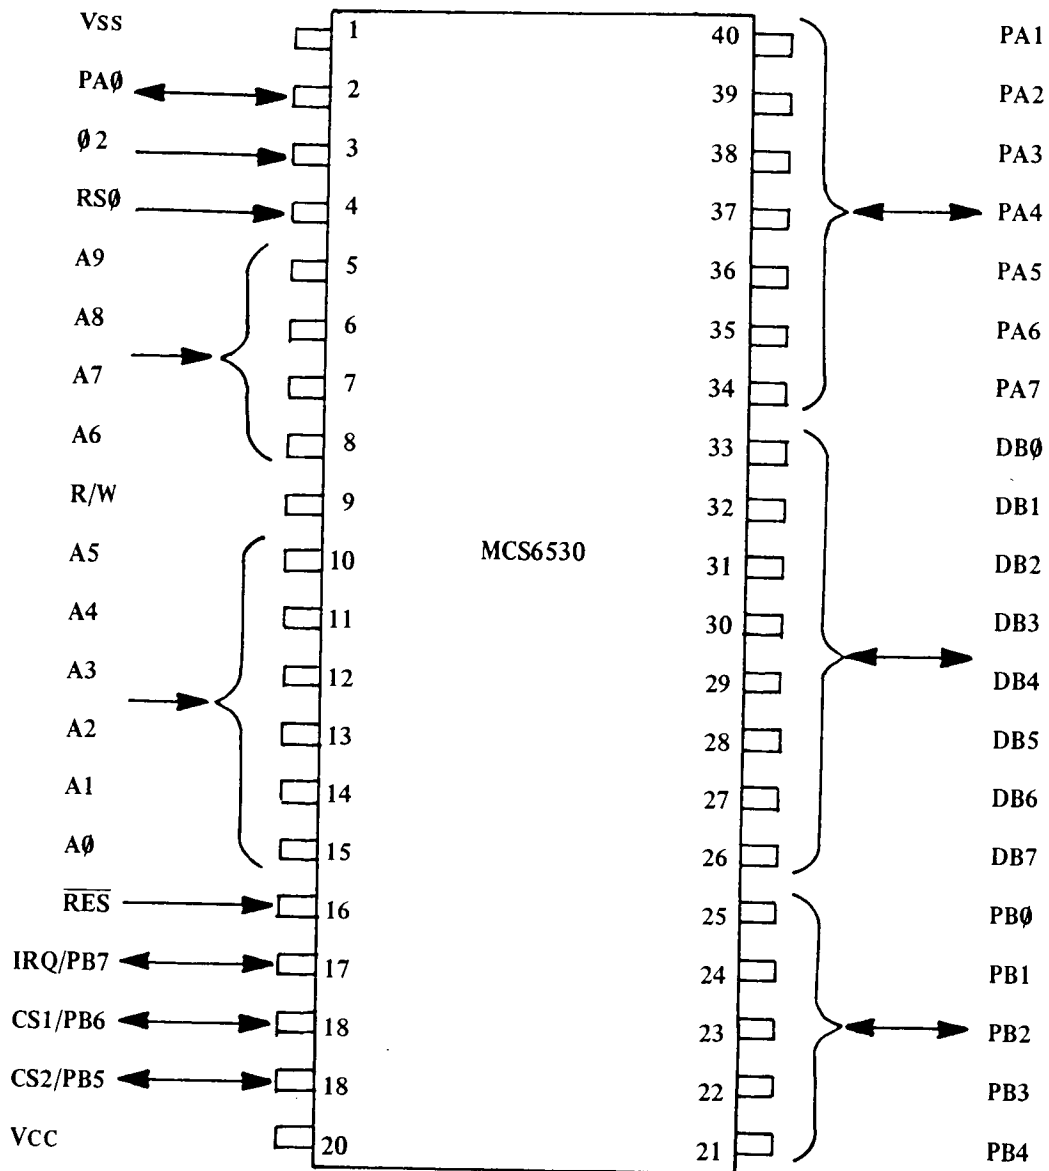 Vss 1 40 PA1
PAØ 2 39 PA2
Ø2 3 38 PA3
RSØ 4 37 PA4
A9 5 36 PA5
A8 6 35 PA6
A7 7 34 PA7
A6 8 33 DBØ
R/W 9 32 DB1
A5 10 MCS6530 31 DB2
A4 11 30 DB3
A3 12 29 DB4
A2 13 28 DB5
A1 14 27 DB6
AØ 15 26 DB7
RES 16 25 PBØ
IRQ/PB7 17 24 PB1
CS1/PB6 18 23 PB2
CS2/PB5 18 22 PB3
VCC 20 21 PB4